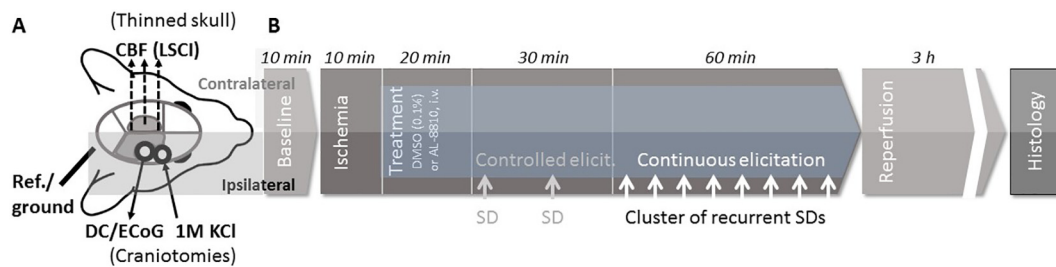 A
(Thinned skull)
CBF (LSCI)
Contralateral
Ipsilateral
Ref./
ground
DC/ECoG 1M KCl
(Craniotomies)
B
10 min 10 min 20 min 30 min 60 min 3 h
Baseline
Ischemia
Treatment
DMSO (0.1%)
or AL-8810, i.v.
Controlled elicit.
Continuous elicitation
SD SD
Cluster of recurrent SDs
Reperfusion
Histology